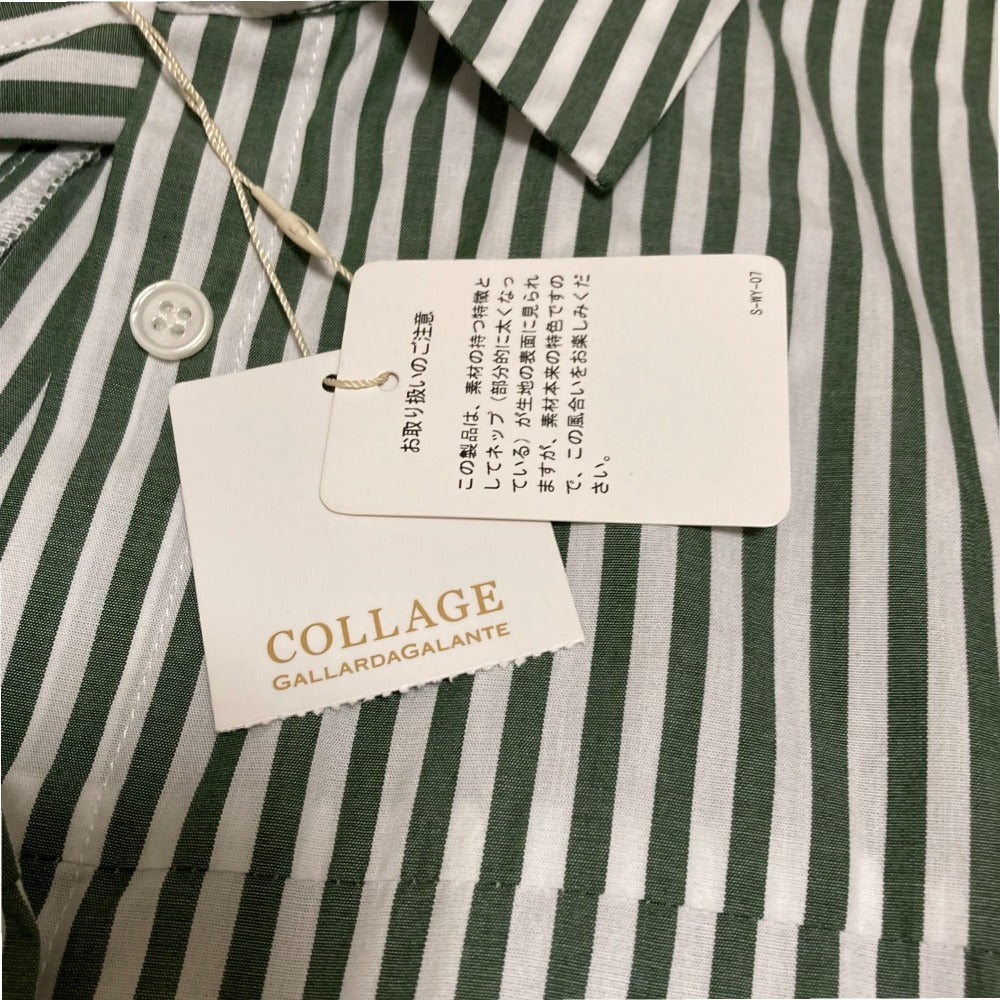 お取り扱いのご注意
この製品は、素材の持つ特徴と
してネップ（部分的に太くなっ
ている）が生地の表面に見られ
ますが、素材本来の特色ですの
で、この風合いをお楽しみくだ
さい。
S-WY-07
COLLAGE
GALLARDAGALANTE